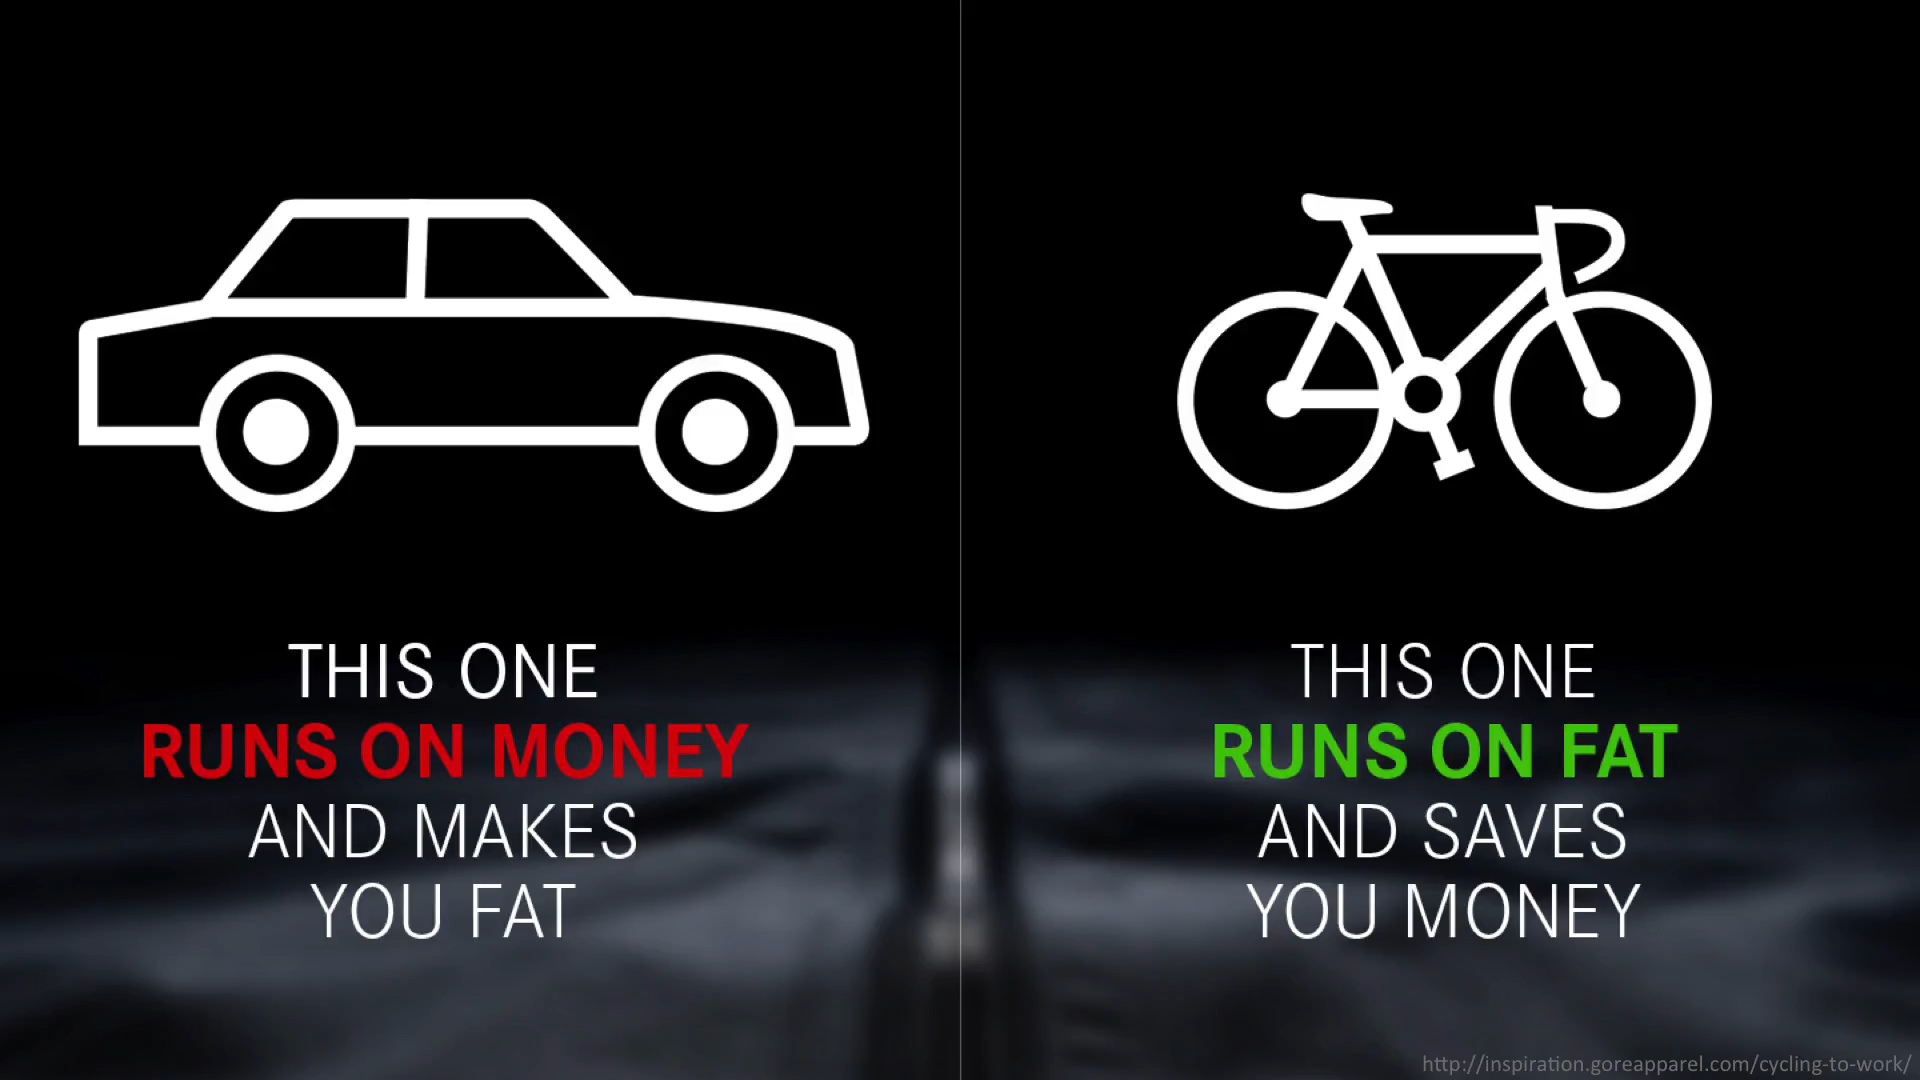 THIS ONE
RUNS ON MONEY
AND MAKES
YOU FAT
THIS ONE
RUNS ON FAT
AND SAVES
YOU MONEY
http://inspiration.goreapparel.com/cycling-to-work/